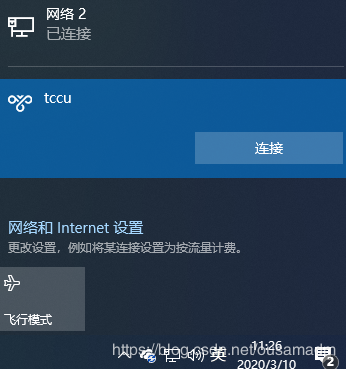 网络 2
已连接
tccu
连接
网络和 Internet 设置
更改设置，例如将某连接设置为按流量计费。
飞行模式
英
11:26
2020/3/10
2